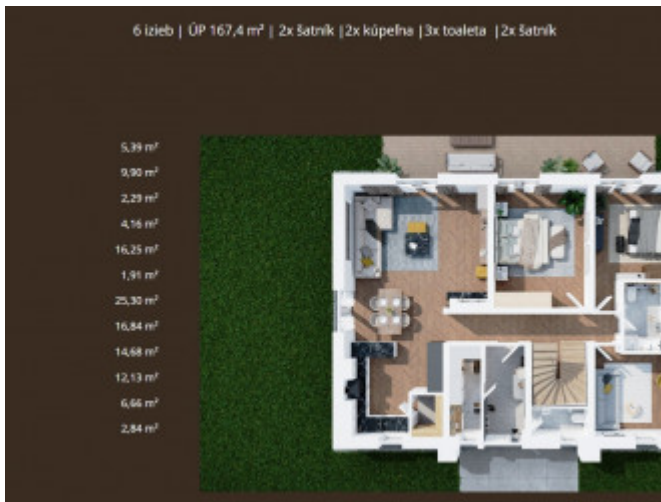 6 izieb | ÚP 167,4 m² | 2x šatník |2x kúpeľna |3x toaleta |2x šatník
5,39 m²
9,90 m²
2,29 m²
4,16 m²
16,25 m²
1,91 m²
25,30 m²
16,84 m²
14,68 m²
12,13 m²
6,66 m²
2,84 m²